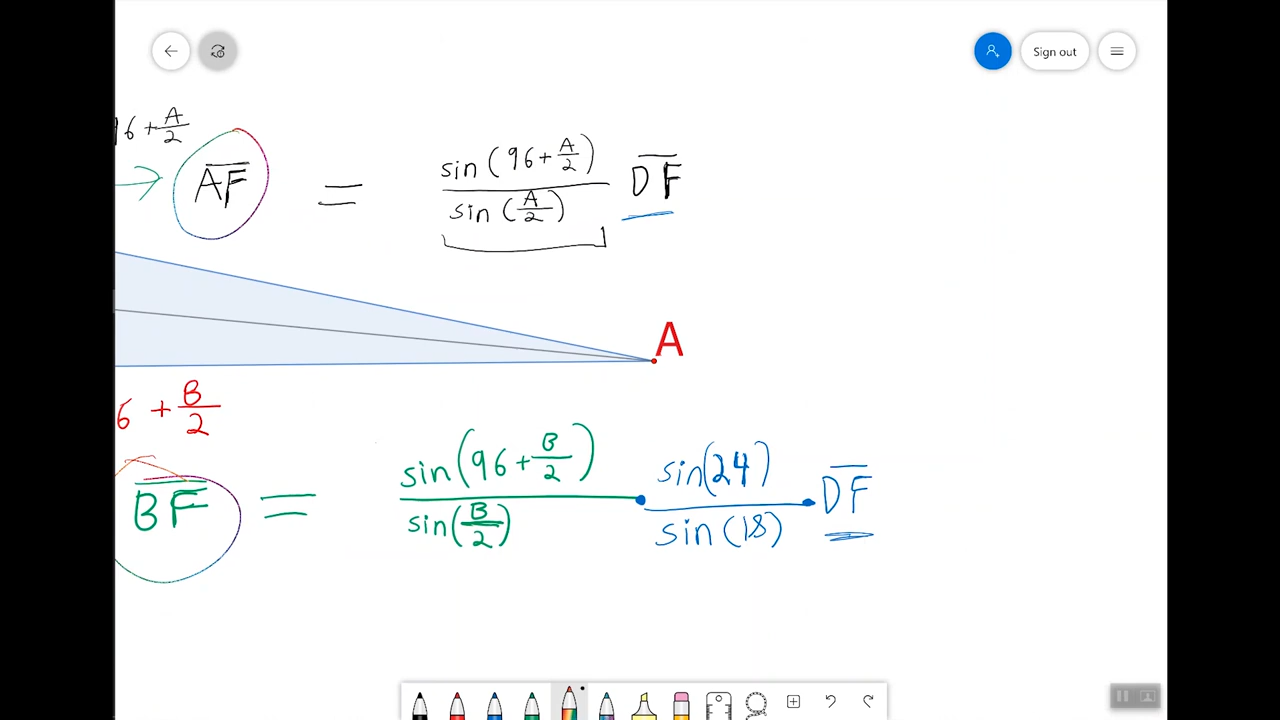 Sign out
96 + A/2
AF = sin(96 + A/2) / sin(A/2) DF
A
6 + B/2
BF = sin(96 + B/2) / sin(B/2) · sin(24) / sin(18) · DF